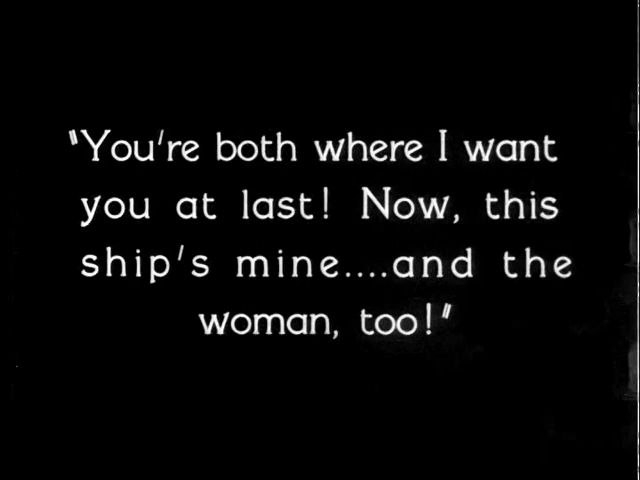 "You're both where I want
you at last! Now, this
ship's mine....and the
woman, too!"